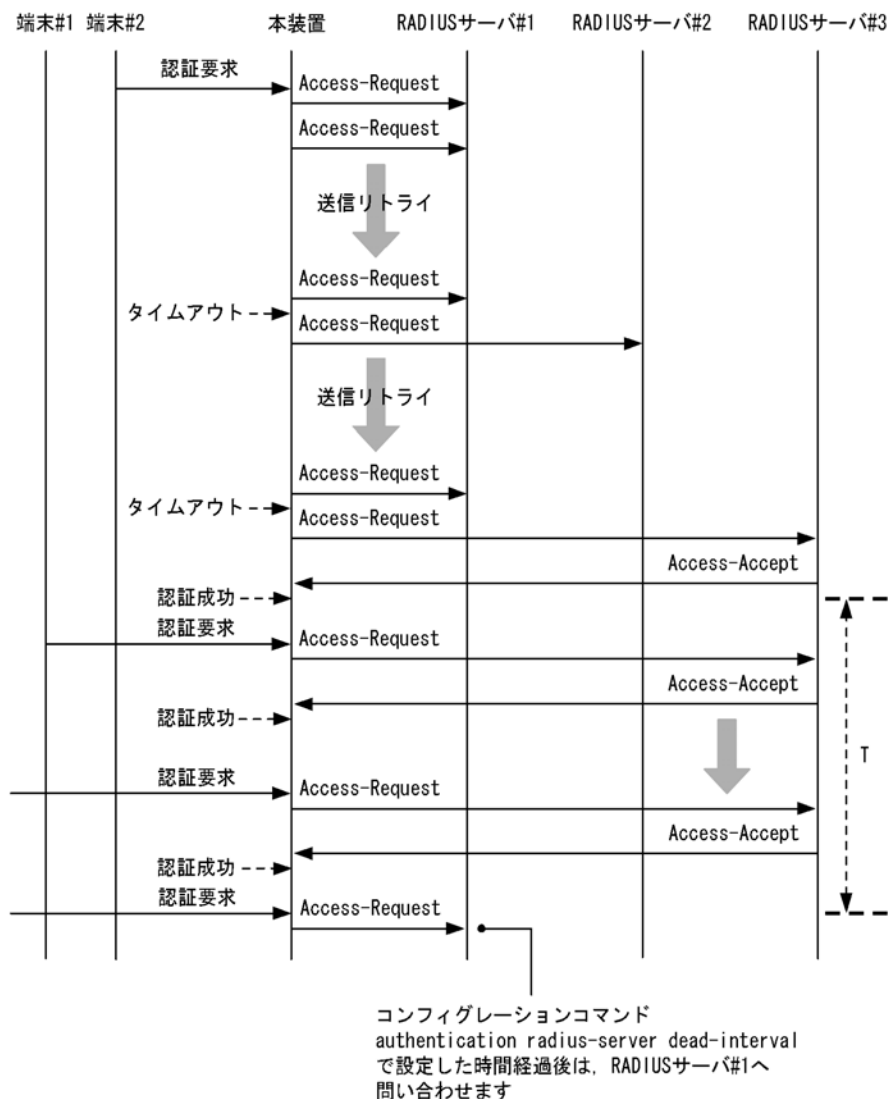 端末#1 端末#2 本装置 RADIUSサーバ#1 RADIUSサーバ#2 RADIUSサーバ#3
認証要求
Access-Request
Access-Request
送信リトライ
Access-Request
タイムアウト
Access-Request
送信リトライ
Access-Request
タイムアウト
Access-Request
Access-Accept
認証成功
認証要求
Access-Request
Access-Accept
認証成功
T
認証要求
Access-Request
Access-Accept
認証成功
認証要求
Access-Request
コンフィグレーションコマンド
authentication radius-server dead-interval
で設定した時間経過後は，RADIUSサーバ#1へ
問い合わせます